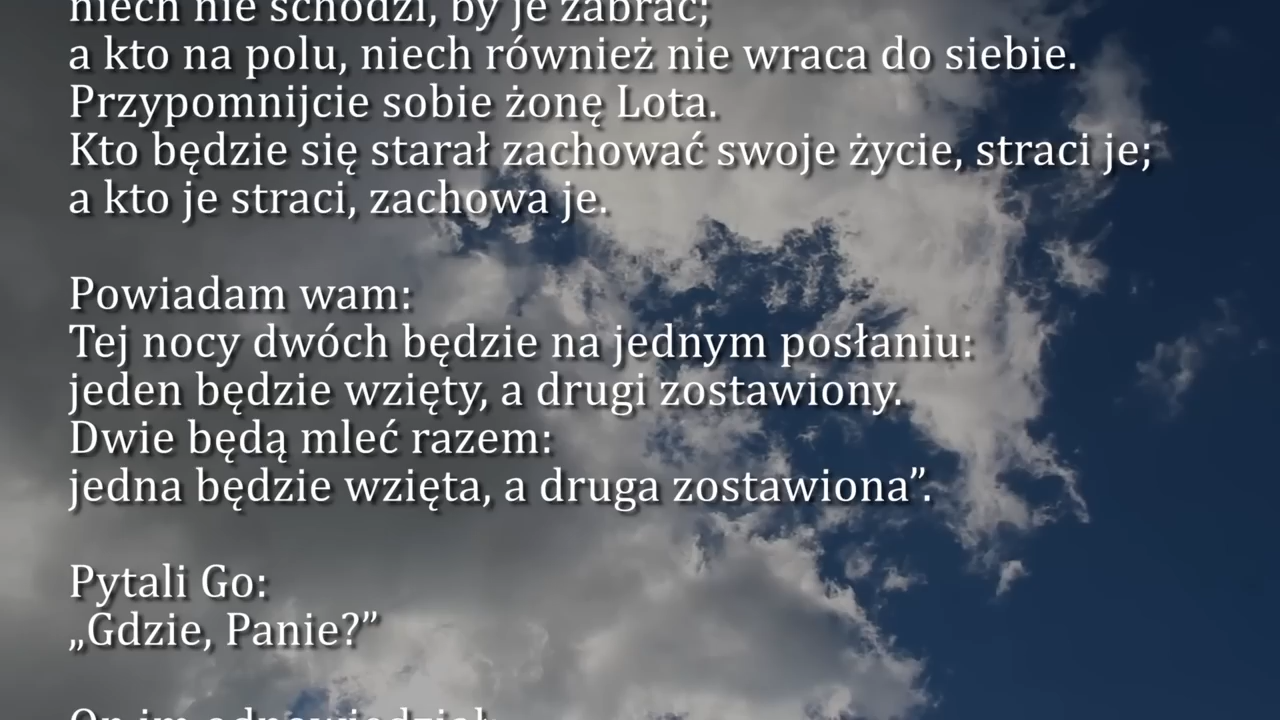 niech nie schodzi, by je zabrać;
a kto na polu, niech również nie wraca do siebie.
Przypomnijcie sobie żonę Lota.
Kto będzie się starał zachować swoje życie, straci je;
a kto je straci, zachowa je.
Powiadam wam:
Tej nocy dwóch będzie na jednym posłaniu:
jeden będzie wzięty, a drugi zostawiony.
Dwie będą mleć razem:
jedna będzie wzięta, a druga zostawiona”.
Pytali Go:
„Gdzie, Panie?”
On im odpowiedział: